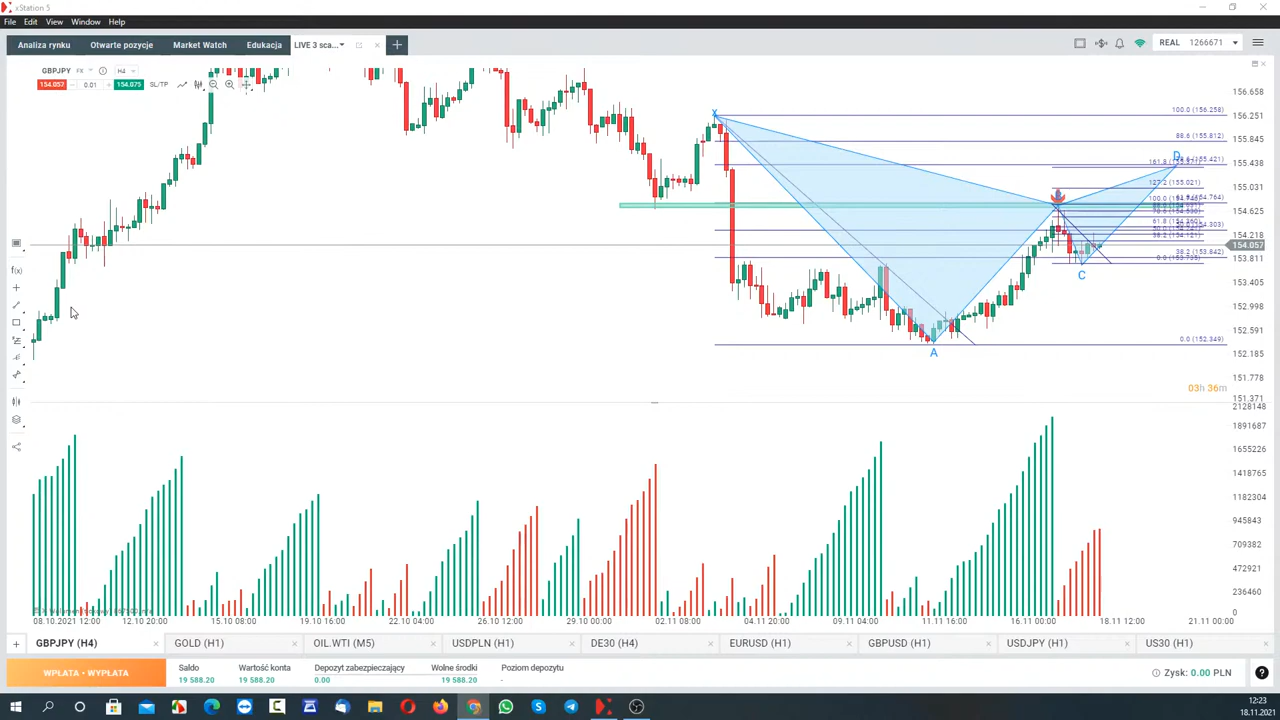 xStation 5
File Edit View Window Help
Analiza rynku Otwarte pozycje Market Watch Edukacja LIVE 3 sca...
REAL 1266671
GBPJPY FX H4
154.057 0.01 154.075 SL/TP
X
A
C
D
100.0 (156.258)
88.6 (155.812)
127.2 (155.021)
38.2 (153.842)
0.0 (152.349)
156.658
156.251
155.845
155.438
155.031
154.625
154.218
154.057
153.811
153.405
152.998
152.591
152.185
151.778
151.371
f(x)
03h 36m
2128148
1891687
1655226
1418765
1182304
945843
709382
472921
236460
0
08.10.2021 12:00 12.10 20:00 15.10 08:00 19.10 16:00 22.10 04:00 26.10 12:00 29.10 00:00 02.11 08:00 04.11 20:00 09.11 04:00 11.11 16:00 16.11 00:00 18.11 12:00 21.11 00:00
GBPJPY (H4) GOLD (H1) OIL.WTI (M5) USDPLN (H1) DE30 (H4) EURUSD (H1) GBPUSD (H1) USDJPY (H1) US30 (H1)
WPŁATA • WYPŁATA
Saldo Wartość konta Depozyt zabezpieczający Wolne środki Poziom depozytu
19 588.20 19 588.20 0.00 19 588.20 -
Zysk: 0.00 PLN
12:23
18.11.2021